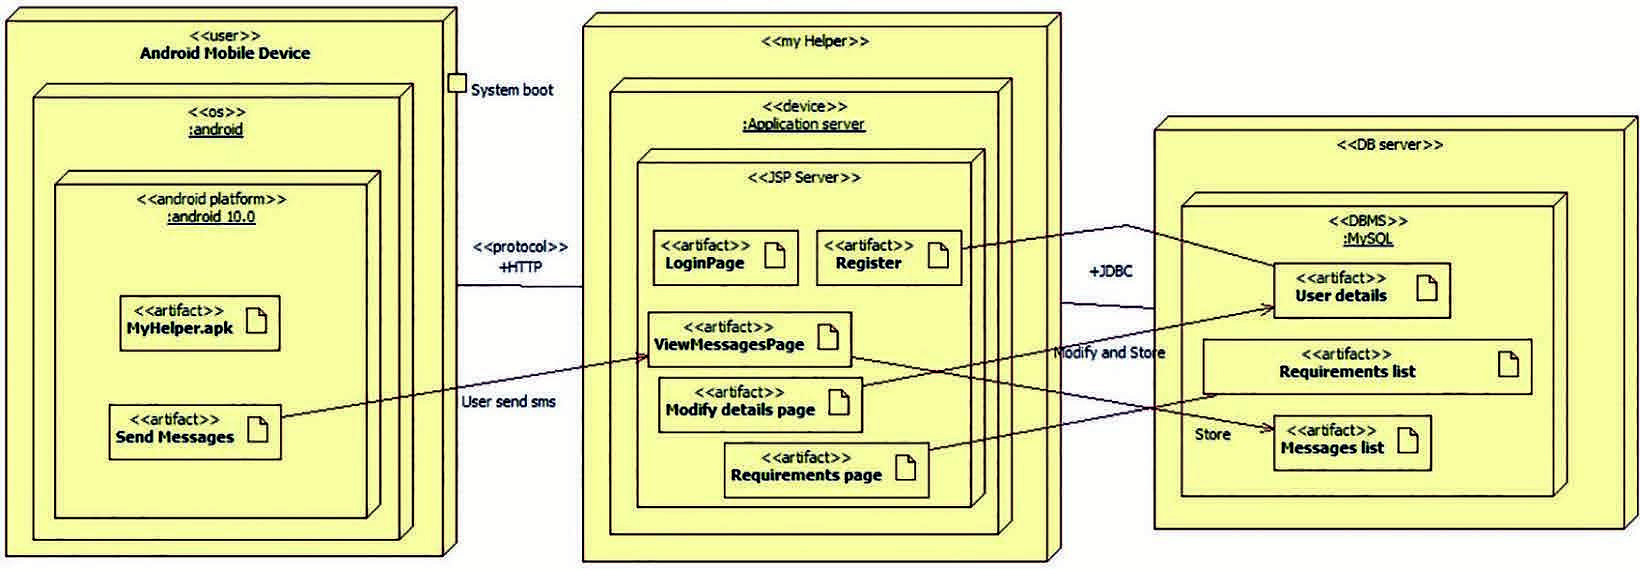 <<user>>
Android Mobile Device
System boot
<<os>>
:android
<<android platform>>
:android 10.0
<<artifact>>
MyHelper.apk
<<artifact>>
Send Messages
<<protocol>>
+HTTP
User send sms
<<my Helper>>
<<device>>
:Application server
<<JSP Server>>
<<artifact>>
LoginPage
<<artifact>>
Register
<<artifact>>
ViewMessagesPage
<<artifact>>
Modify details page
<<artifact>>
Requirements page
+JDBC
Modify and Store
Store
<<DB server>>
<<DBMS>>
:MySQL
<<artifact>>
User details
<<artifact>>
Requirements list
<<artifact>>
Messages list